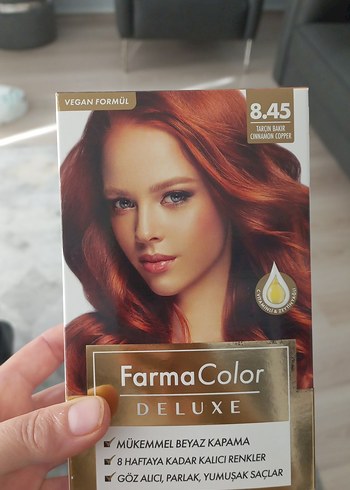 VEGAN FORMÜL
8.45
TARÇIN BAKIR
CINNAMON COPPER
FarmaColor
DELUXE
MÜKEMMEL BEYAZ KAPAMA
8 HAFTAYA KADAR KALICI RENKLER
GÖZ ALICI, PARLAK, YUMUŞAK SAÇLAR